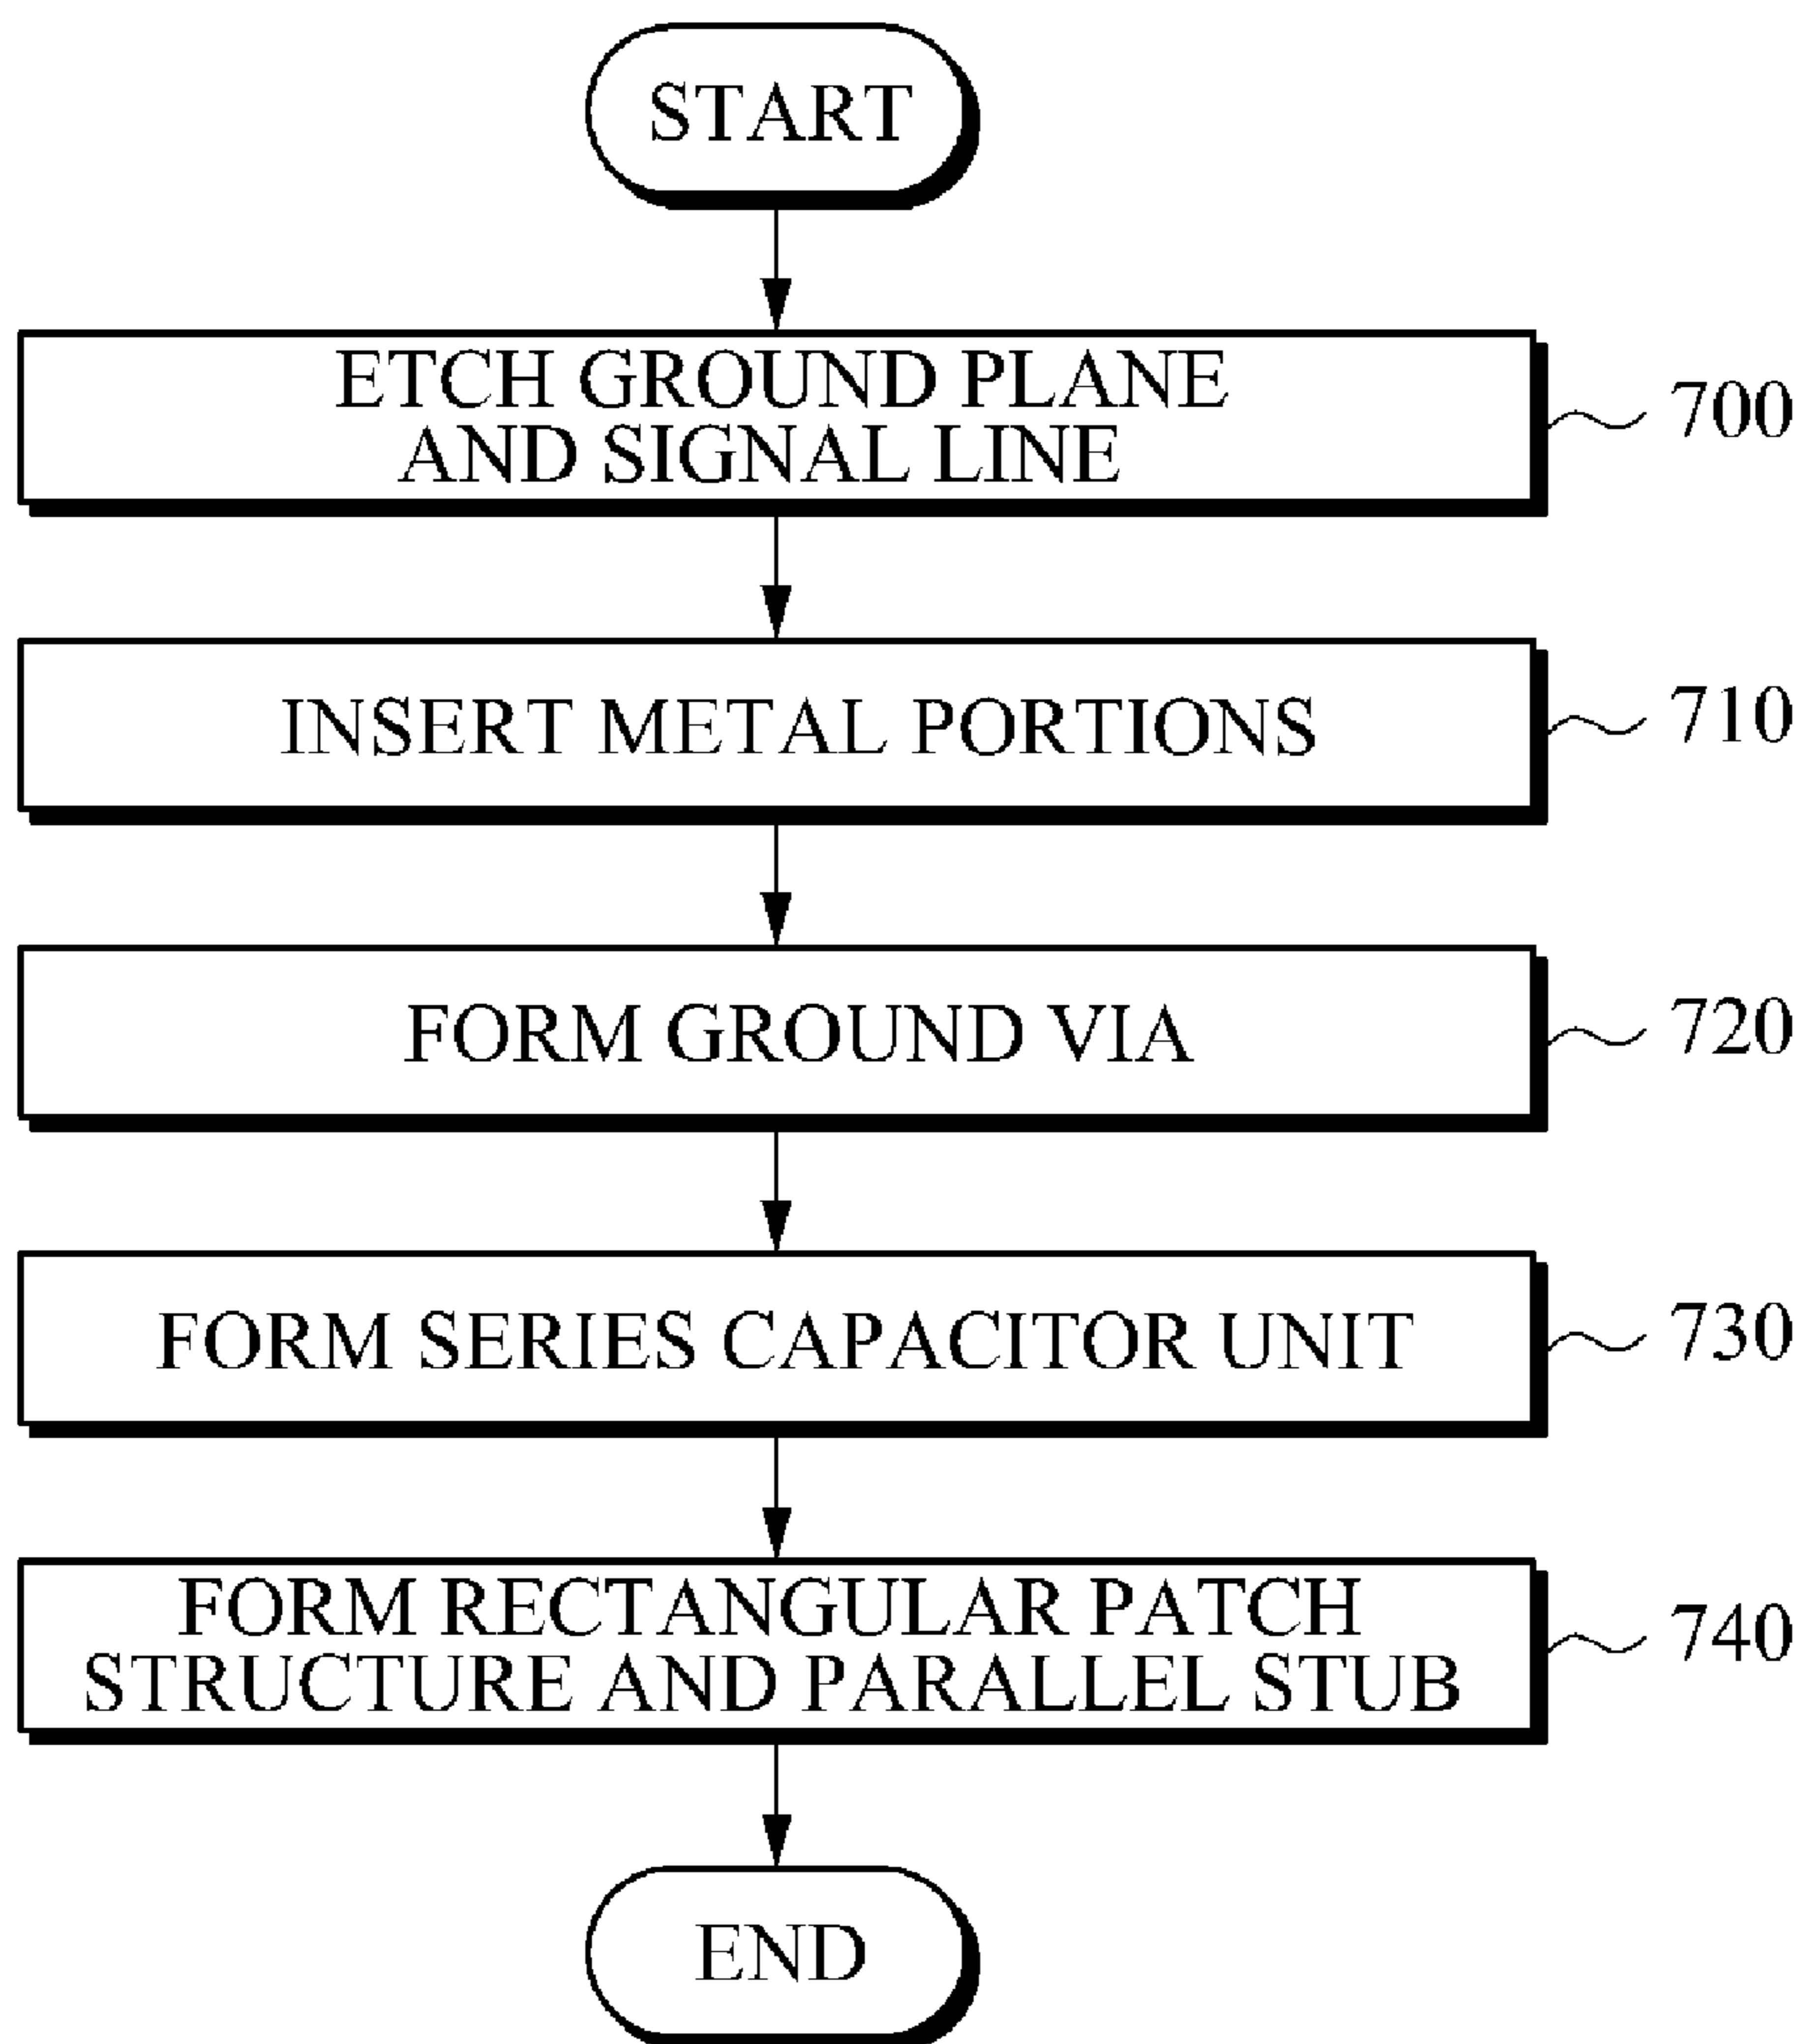 START
ETCH GROUND PLANE
AND SIGNAL LINE
700
INSERT METAL PORTIONS
710
FORM GROUND VIA
720
FORM SERIES CAPACITOR UNIT
730
FORM RECTANGULAR PATCH
STRUCTURE AND PARALLEL STUB
740
END